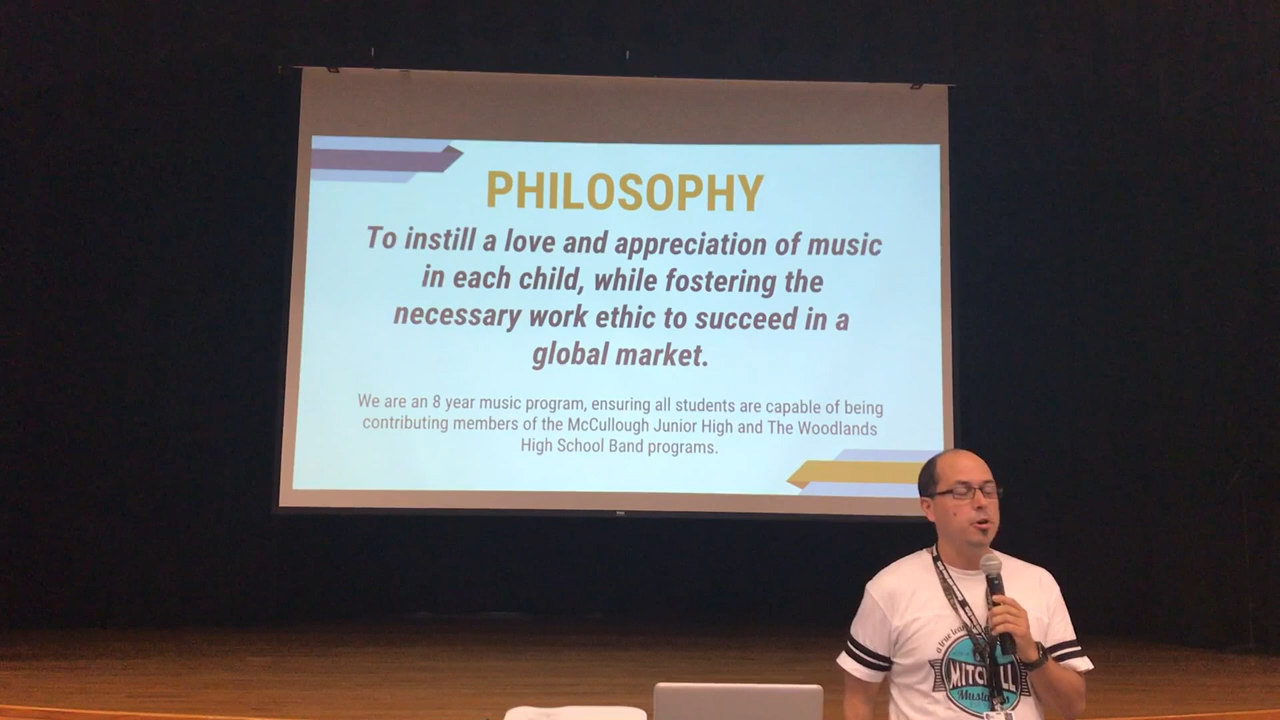 PHILOSOPHY
To instill a love and appreciation of music
in each child, while fostering the
necessary work ethic to succeed in a
global market.
We are an 8 year music program, ensuring all students are capable of being
contributing members of the McCullough Junior High and The Woodlands
High School Band programs.
a true